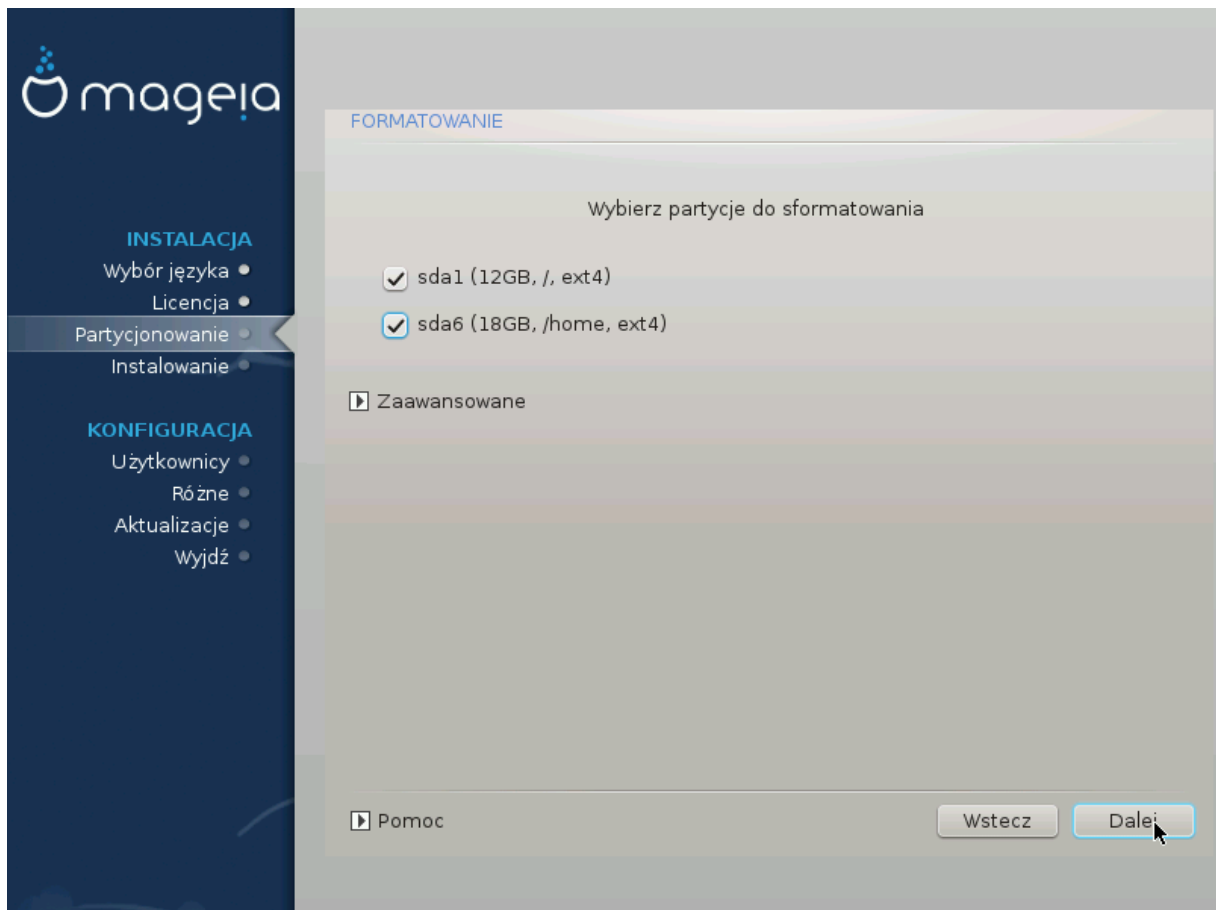 mageia
INSTALACJA
Wybór języka
Licencja
Partycjonowanie
Instalowanie
KONFIGURACJA
Użytkownicy
Różne
Aktualizacje
Wyjdź
FORMATOWANIE
Wybierz partycje do sformatowania
sda1 (12GB, /, ext4)
sda6 (18GB, /home, ext4)
Zaawansowane
Pomoc
Wstecz
Dalej